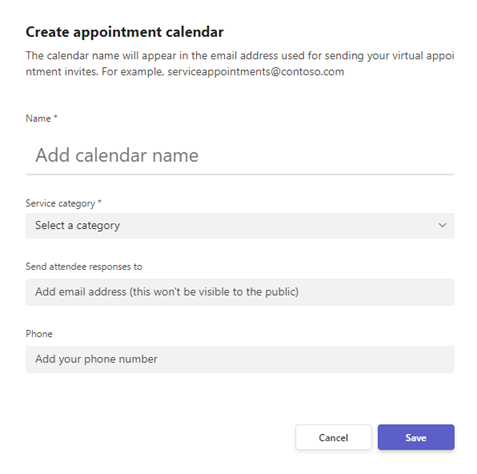 Create appointment calendar
The calendar name will appear in the email address used for sending your virtual appoi
ntment invites. For example, serviceappointments@contoso.com
Name *
Add calendar name
Service category *
Select a category
Send attendee responses to
Add email address (this won't be visible to the public)
Phone
Add your phone number
Cancel Save